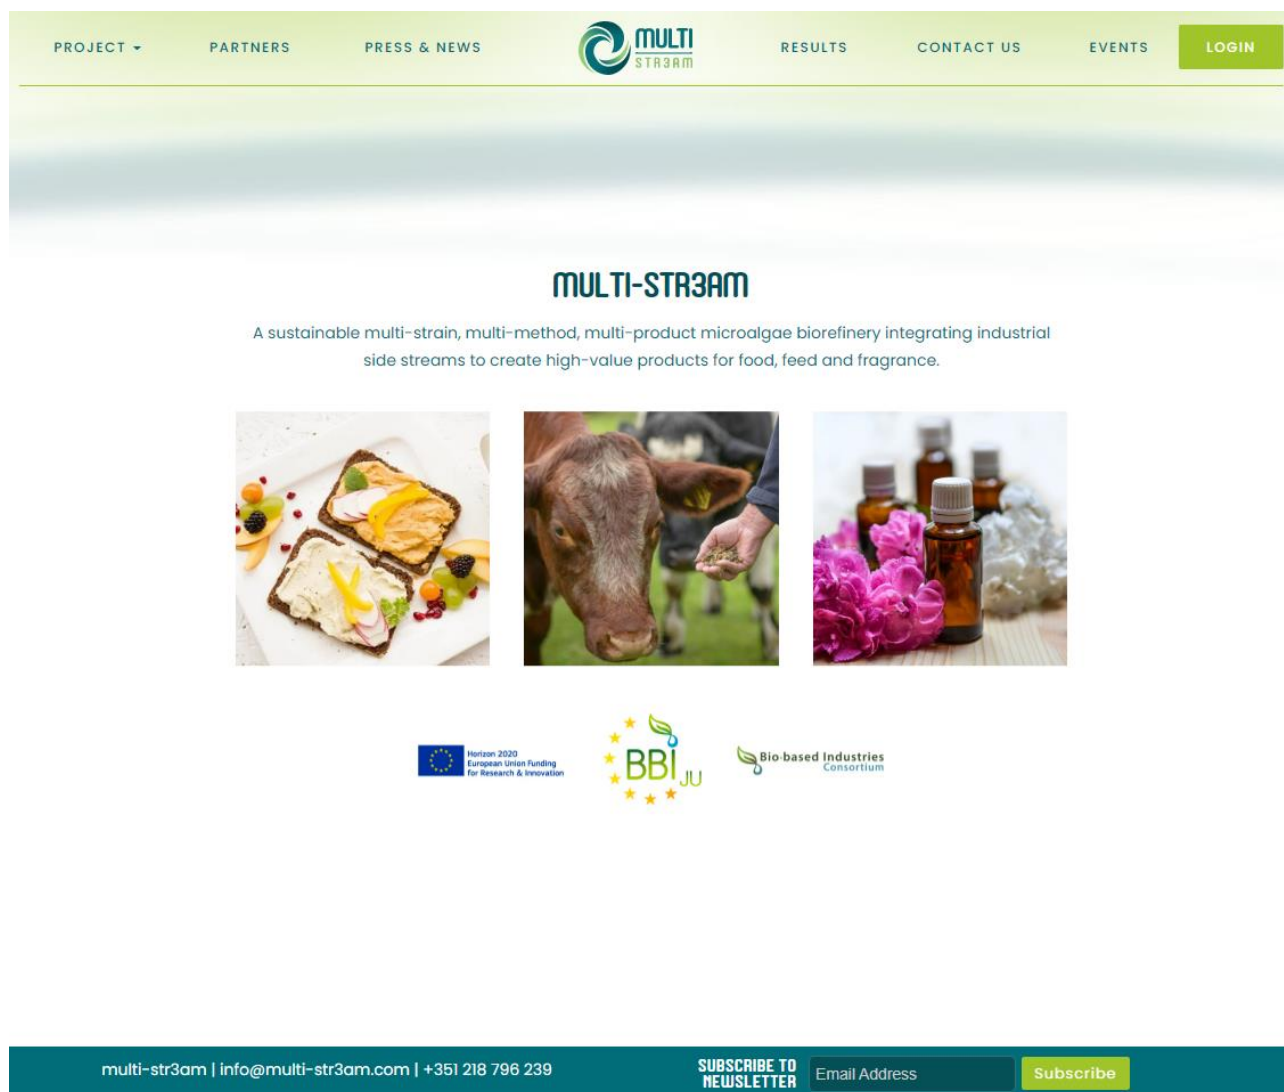 PROJECT
PARTNERS
PRESS & NEWS
MULTI
STR3AM
RESULTS
CONTACT US
EVENTS
LOGIN
MULTI-STR3AM
A sustainable multi-strain, multi-method, multi-product microalgae biorefinery integrating industrial
side streams to create high-value products for food, feed and fragrance.
Horizon 2020
European Union Funding
for Research & Innovation
BBI JU
Bio-based Industries
Consortium
multi-str3am | info@multi-str3am.com | +351 218 796 239
SUBSCRIBE TO
NEWSLETTER
Email Address
Subscribe